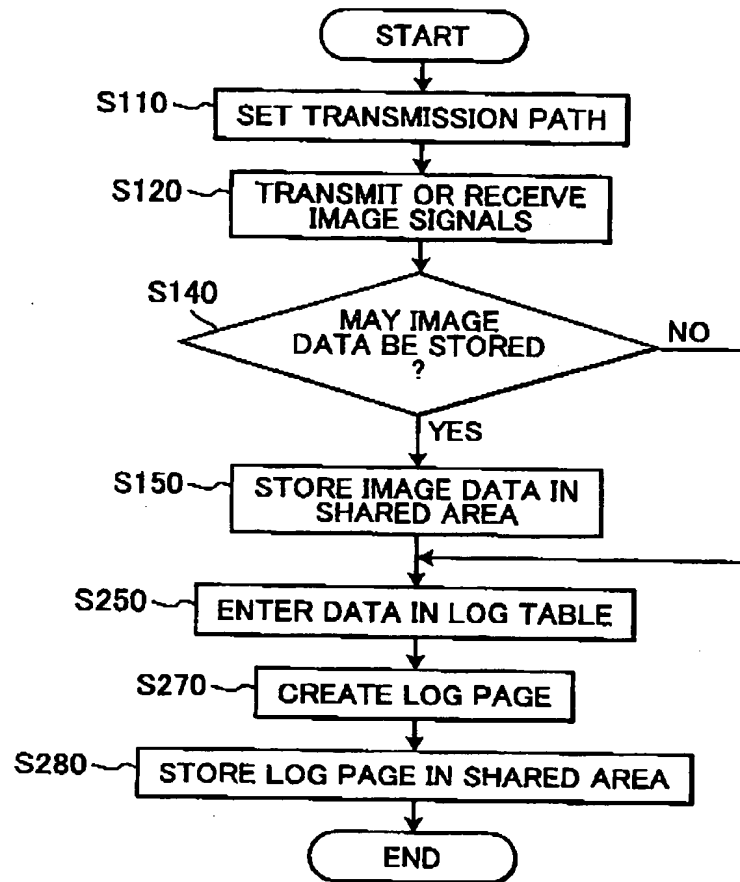 START
S110
SET TRANSMISSION PATH
S120
TRANSMIT OR RECEIVE
IMAGE SIGNALS
S140
MAY IMAGE
DATA BE STORED
?
NO
YES
S150
STORE IMAGE DATA IN
SHARED AREA
S250
ENTER DATA IN LOG TABLE
S270
CREATE LOG PAGE
S280
STORE LOG PAGE IN SHARED AREA
END